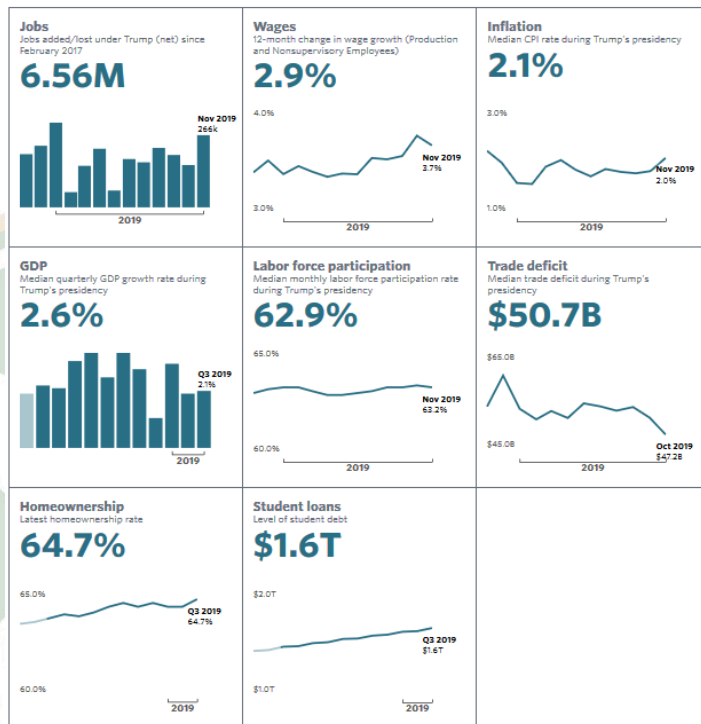 Jobs
Jobs added/lost under Trump (net) since
February 2017
6.56M
Nov 2019
266k
2019
Wages
12-month change in wage growth (Production
and Nonsupervisory Employees)
2.9%
4.0%
Nov 2019
3.7%
3.0%
2019
Inflation
Median CPI rate during Trump's presidency
2.1%
3.0%
Nov 2019
2.0%
1.0%
2019
GDP
Median quarterly GDP growth rate during
Trump's presidency
2.6%
Q3 2019
2.1%
2019
Labor force participation
Median monthly labor force participation rate
during Trump's presidency
62.9%
65.0%
Nov 2019
63.2%
60.0%
2019
Trade deficit
Median trade deficit during Trump's
presidency
$50.7B
$65.0B
$45.0B
Oct 2019
$47.2B
2019
Homeownership
Latest homeownership rate
64.7%
65.0%
Q3 2019
64.7%
60.0%
2019
Student loans
Level of student debt
$1.6T
$2.0T
Q3 2019
$1.6T
$1.0T
2019